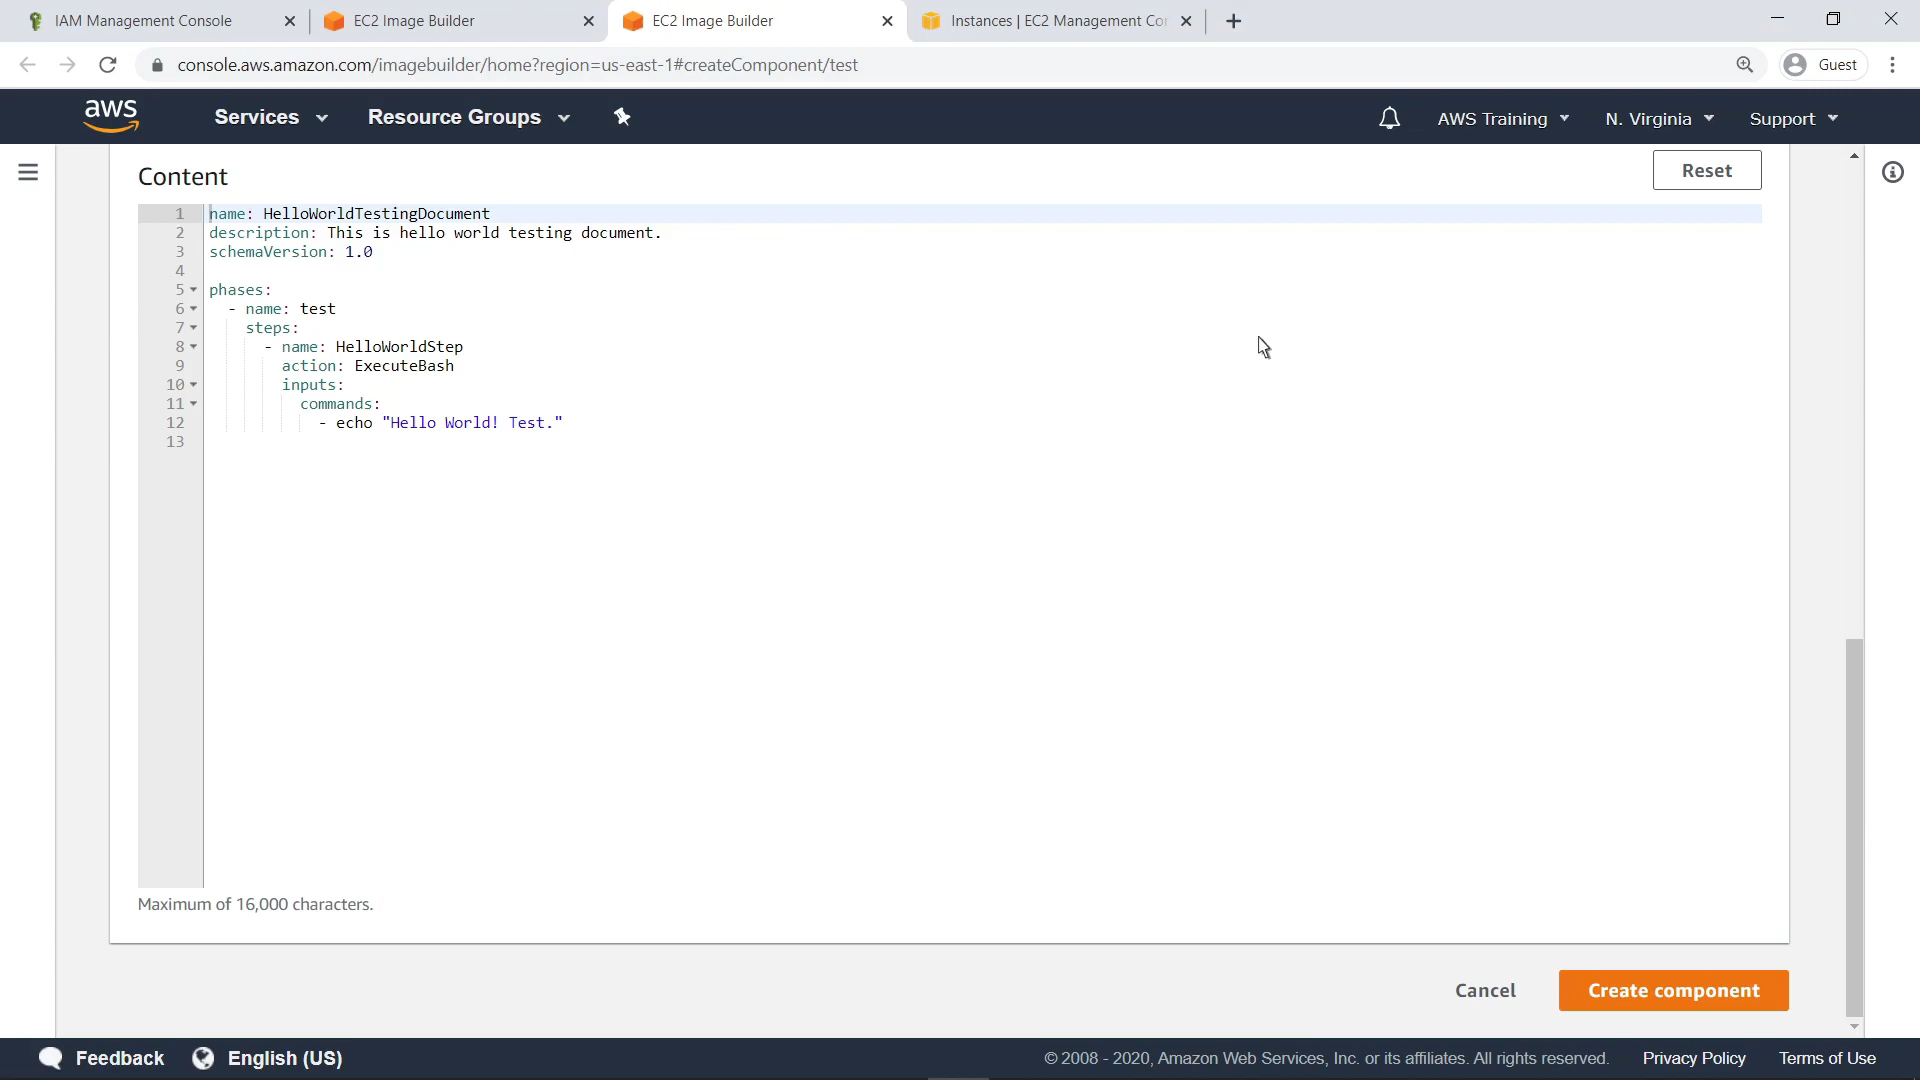 IAM Management Console
EC2 Image Builder
EC2 Image Builder
Instances | EC2 Management Co
console.aws.amazon.com/imagebuilder/home?region=us-east-1#createComponent/test
Guest
aws
Services
Resource Groups
AWS Training
N. Virginia
Support
Content
Reset
1 name: HelloWorldTestingDocument
2 description: This is hello world testing document.
3 schemaVersion: 1.0
4
5 phases:
6 - name: test
7 steps:
8 - name: HelloWorldStep
9 action: ExecuteBash
10 inputs:
11 commands:
12 - echo "Hello World! Test."
13
Maximum of 16,000 characters.
Cancel
Create component
Feedback
English (US)
© 2008 - 2020, Amazon Web Services, Inc. or its affiliates. All rights reserved.
Privacy Policy
Terms of Use